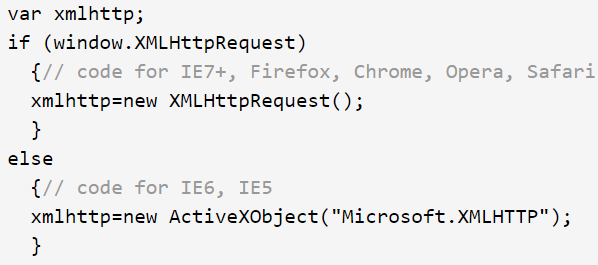 var xmlhttp;
if (window.XMLHttpRequest)
  {// code for IE7+, Firefox, Chrome, Opera, Safari
  xmlhttp=new XMLHttpRequest();
  }
else
  {// code for IE6, IE5
  xmlhttp=new ActiveXObject("Microsoft.XMLHTTP");
  }